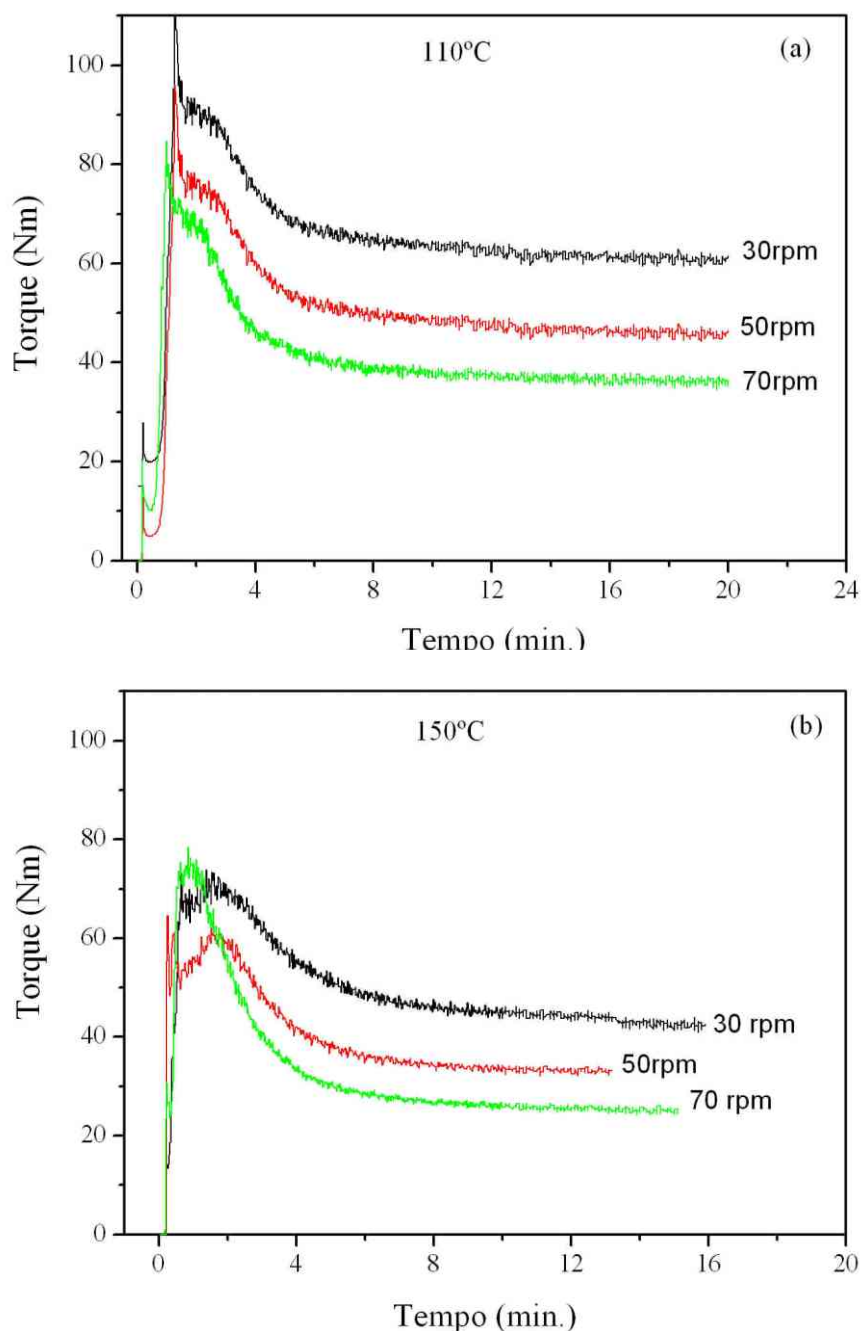 110°C
(a)
100
80
60
40
20
0
Torque (Nm)
30rpm
50rpm
70rpm
0 4 8 12 16 20 24
Tempo (min.)
150°C
(b)
100
80
60
40
20
0
Torque (Nm)
30 rpm
50rpm
70 rpm
0 4 8 12 16 20
Tempo (min.)